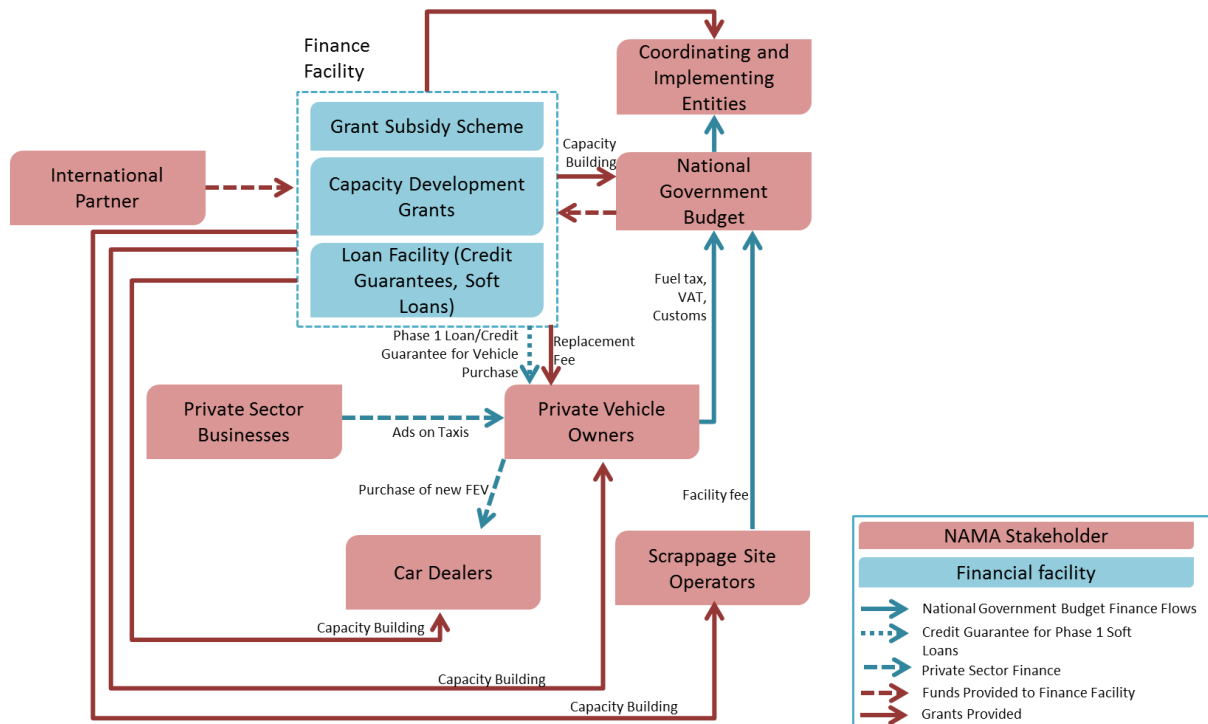 Finance
Facility
Coordinating and
Implementing
Entities
Grant Subsidy Scheme
Capacity
Building
International
Partner
Capacity Development
Grants
National
Government
Budget
Loan Facility (Credit
Guarantees, Soft
Loans)
Fuel tax,
VAT,
Customs
Phase 1 Loan/Credit
Guarantee for Vehicle
Purchase
Replacement
Fee
Private Sector
Businesses
Ads on Taxis
Private Vehicle
Owners
Purchase of new FEV
Facility fee
Car Dealers
Scrappage Site
Operators
Capacity Building
Capacity Building
Capacity Building
NAMA Stakeholder
Financial facility
National Government Budget Finance Flows
Credit Guarantee for Phase 1 Soft
Loans
Private Sector Finance
Funds Provided to Finance Facility
Grants Provided